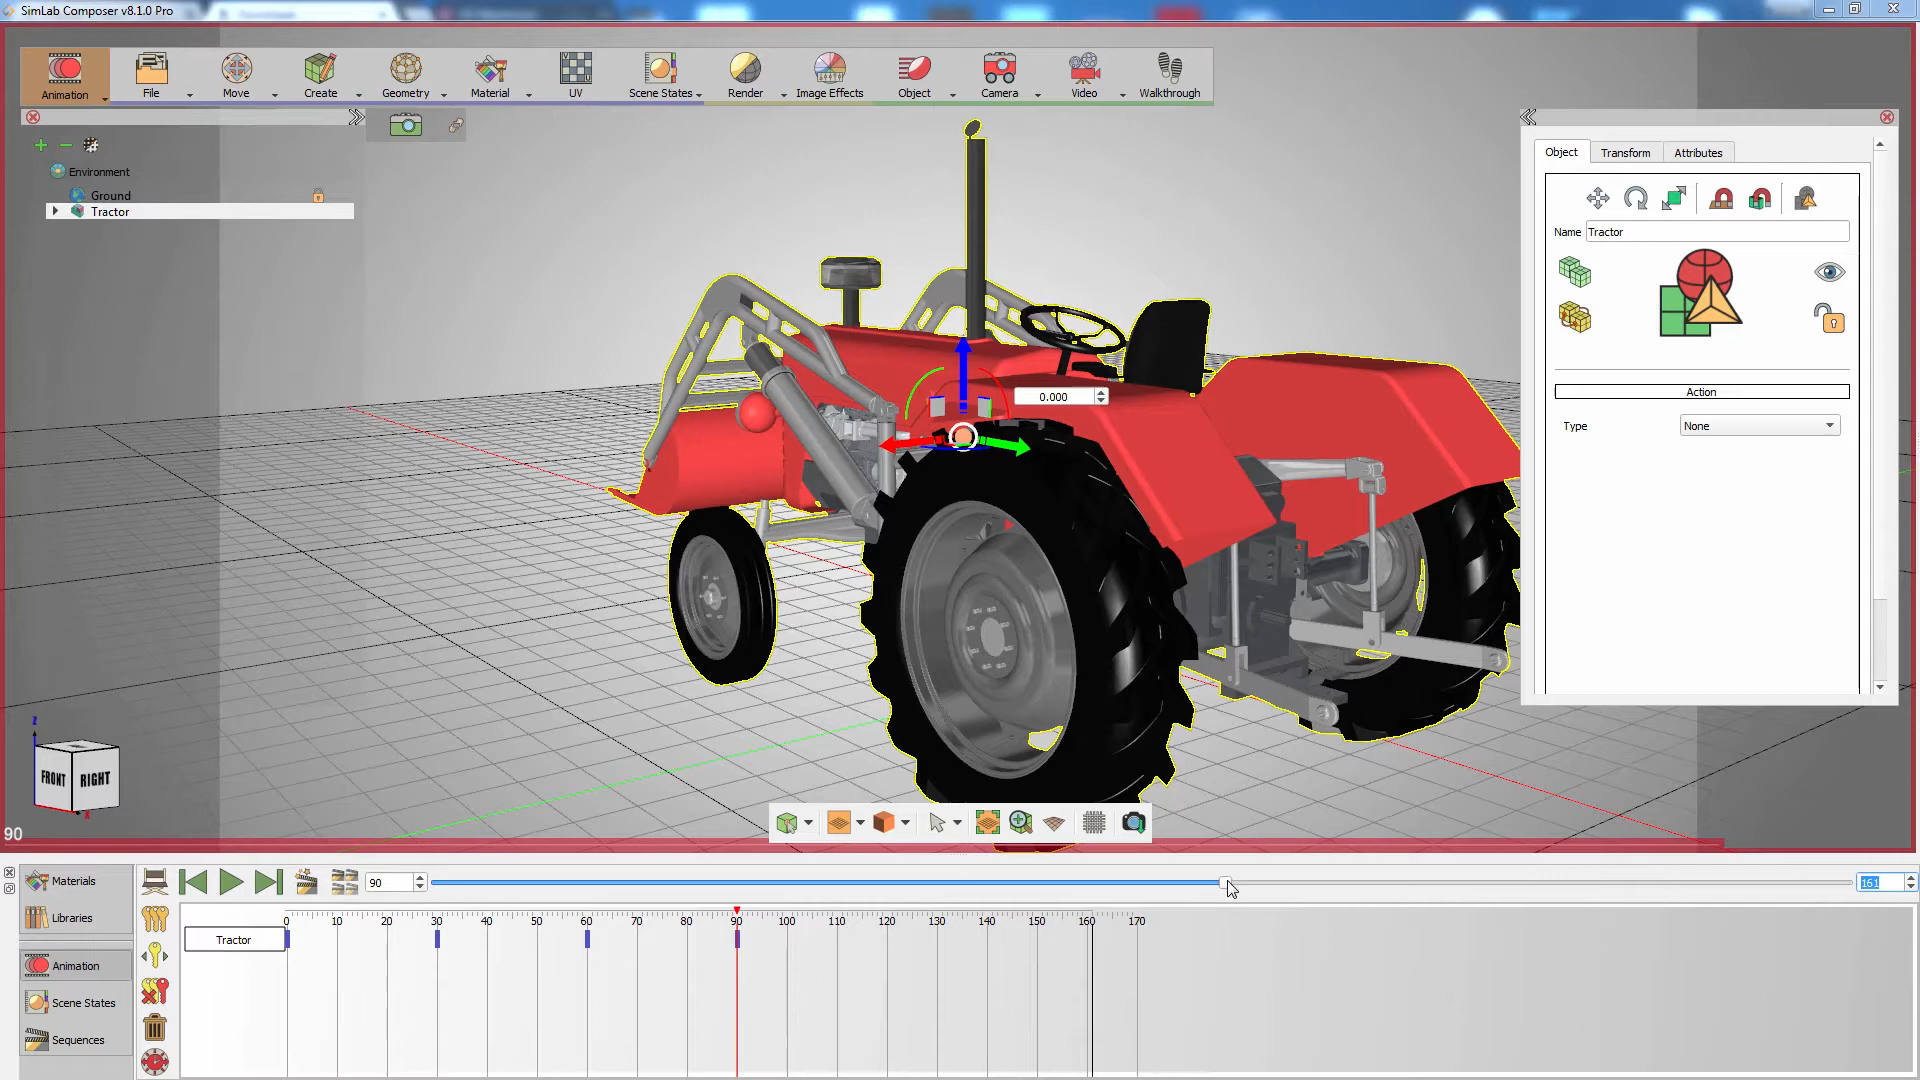 SimLab Composer v8.1.0 Pro
Animation
File
Move
Create
Geometry
Material
UV
Scene States
Render
Image Effects
Object
Camera
Video
Walkthrough
Environment
Ground
Tractor
Object
Transform
Attributes
Name
Tractor
Action
Type
None
0.000
FRONT
RIGHT
Z
X
90
Materials
Libraries
Animation
Scene States
Sequences
90
161
0 10 20 30 40 50 60 70 80 90 100 110 120 130 140 150 160 170
Tractor